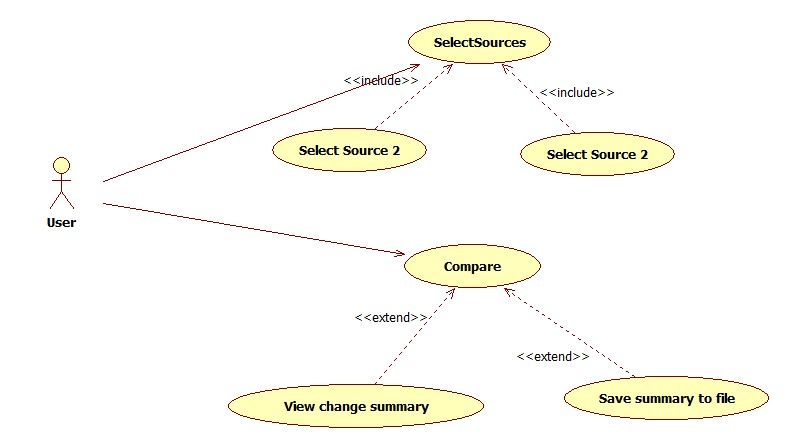 SelectSources
<<include>>
<<include>>
Select Source 2
Select Source 2
User
Compare
<<extend>>
<<extend>>
View change summary
Save summary to file